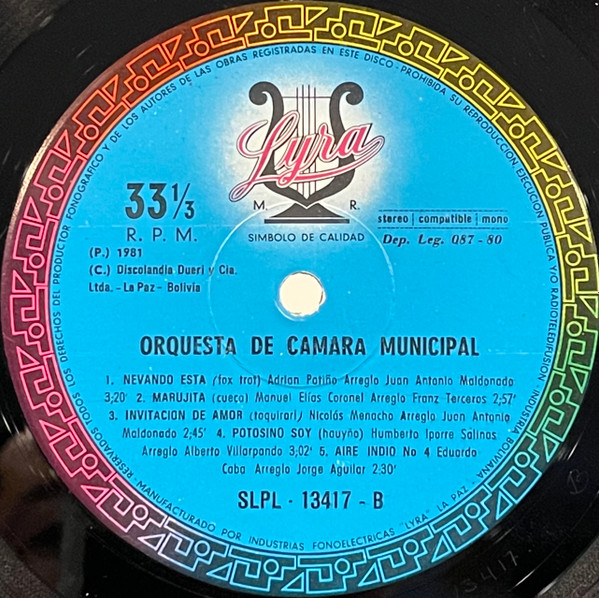 RESERVADOS TODOS LOS DERECHOS DEL PRODUCTOR FONOGRAFICO Y DE LOS AUTORES DE LAS OBRAS REGISTRADAS EN ESTE DISCO - PROHIBIDA SU REPRODUCCION EJECUCION PUBLICA Y/O RADIOTELEDIFUSION INDUSTRIA BOLIVIANA
Lyra
M. R.
SIMBOLO DE CALIDAD
33 1/3
R. P. M.
(P.) 1981
(C.) Discolandia Dueri y Cia.
Ltda. - La Paz - Bolivia
stereo | compatible | mono
Dep. Leg. 087 - 80
ORQUESTA DE CAMARA MUNICIPAL
1. NEVANDO ESTA (fox trot) Adrian Patiño Arreglo Juan Antonio Maldonado
3;20' 2. MARUJITA (cueca) Manuel Elías Coronel Arreglo Franz Terceros 2;57'
3. INVITACION DE AMOR (taquirari) Nicolás Menacho Arreglo Juan Antonio
Maldonado 2;45' 4. POTOSINO SOY (hauyño) Humberto Iporre Salinas
Arreglo Alberto Villarpando 3;02' 5. AIRE INDIO No 4 Eduardo
Caba Arreglo Jorge Aguilar 2:30'
SLPL - 13417 - B
MANUFACTURADO POR INDUSTRIAS FONOELECTRICAS "LYRA" LA PAZ -